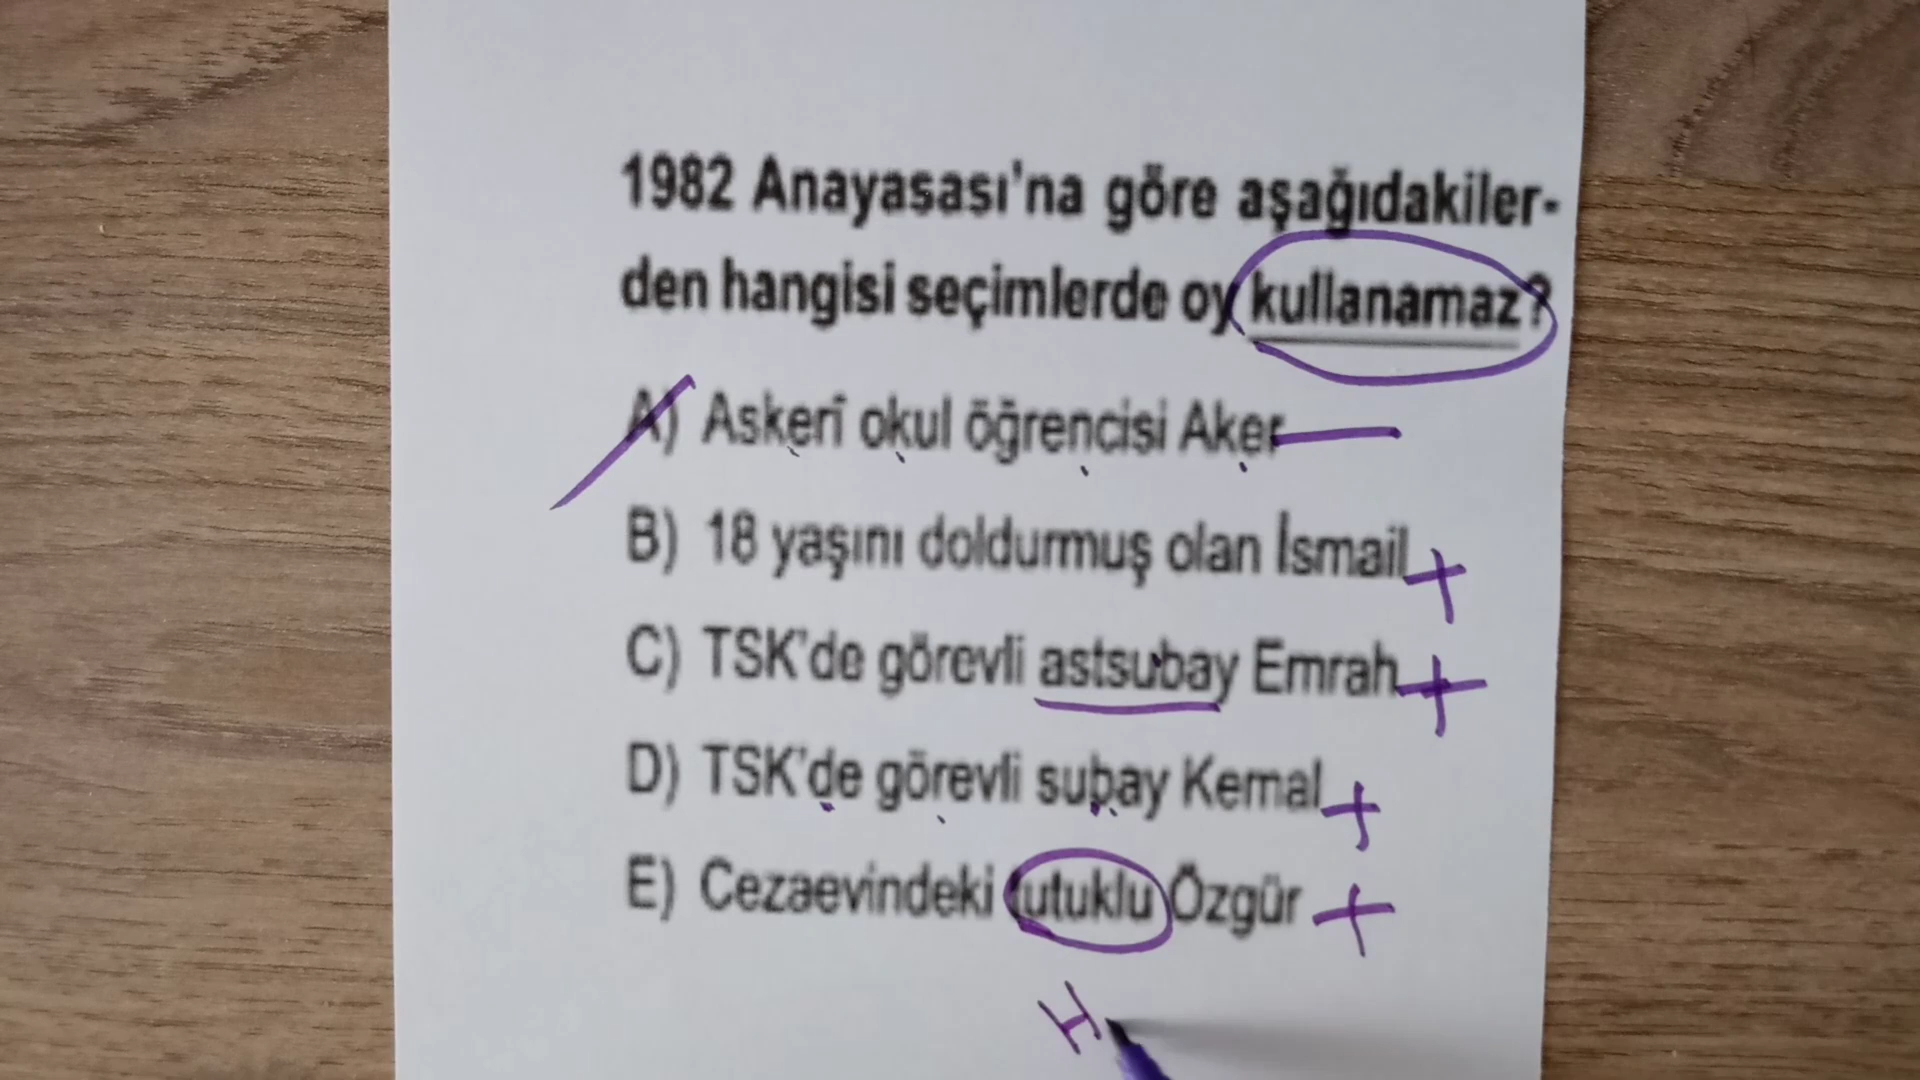 1982 Anayasası'na göre aşağıdakiler-
den hangisi seçimlerde oy kullanamaz?
A) Askerî okul öğrencisi Aker
B) 18 yaşını doldurmuş olan İsmail
C) TSK'de görevli astsubay Emrah
D) TSK'de görevli subay Kemal
E) Cezaevindeki tutuklu Özgür
H